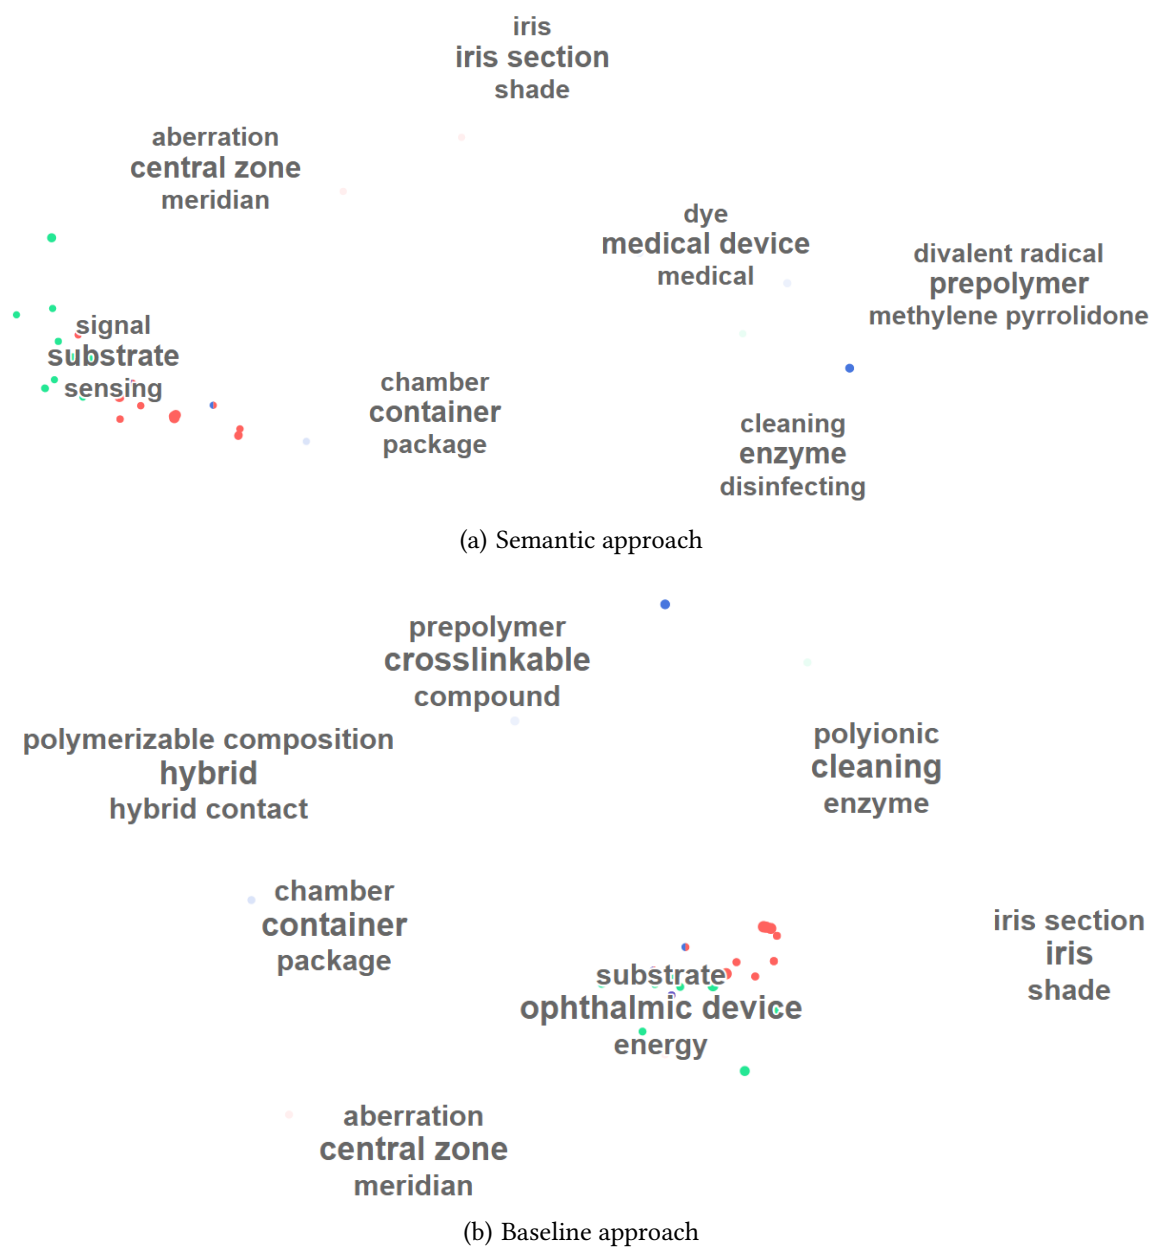 iris
iris section
shade
aberration
central zone
meridian
dye
medical device
medical
divalent radical
prepolymer
methylene pyrrolidone
signal
substrate
sensing
chamber
container
package
cleaning
enzyme
disinfecting
(a) Semantic approach
prepolymer
crosslinkable
compound
polymerizable composition
hybrid
hybrid contact
polyionic
cleaning
enzyme
chamber
container
package
substrate
ophthalmic device
energy
iris section
iris
shade
aberration
central zone
meridian
(b) Baseline approach